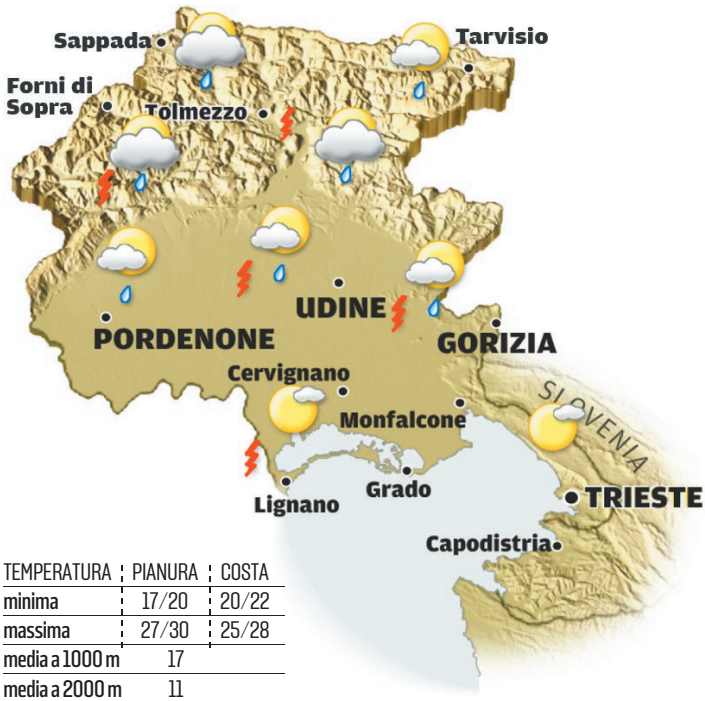 Sappada
Tarvisio
Forni di
Sopra
Tolmezzo
UDINE
PORDENONE
GORIZIA
Cervignano
SLOVENIA
Monfalcone
Grado
TRIESTE
Lignano
Capodistria
TEMPERATURA PIANURA COSTA
minima 17/20 20/22
massima 27/30 25/28
media a 1000 m 17
media a 2000 m 11